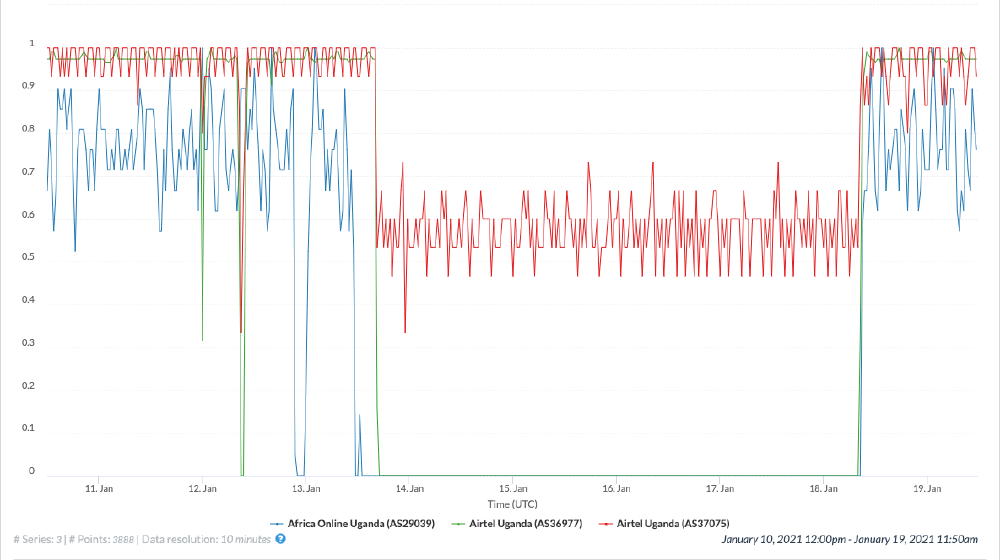 1
0.9
0.8
0.7
0.6
0.5
0.4
0.3
0.2
0.1
0
11. Jan 12. Jan 13. Jan 14. Jan 15. Jan 16. Jan 17. Jan 18. Jan 19. Jan
Time (UTC)
Africa Online Uganda (AS29039) Airtel Uganda (AS36977) Airtel Uganda (AS37075)
# Series: 3 | # Points: 3888 | Data resolution: 10 minutes ? January 10, 2021 12:00pm - January 19, 2021 11:50am